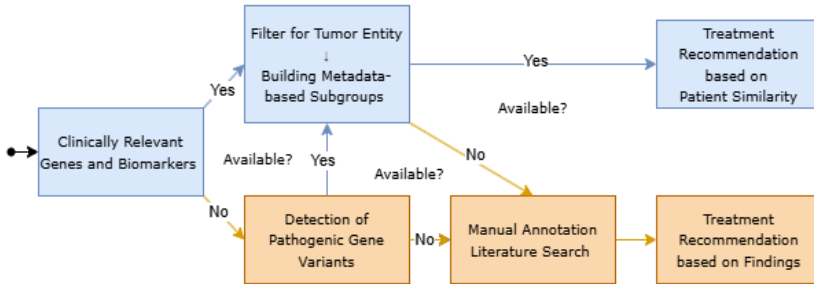 Filter for Tumor Entity
↓
Building Metadata-
based Subgroups
Yes
Treatment
Recommendation
based on
Patient Similarity
Yes
Available?
Clinically Relevant
Genes and Biomarkers
Available?
Yes
Available?
No
No
Detection of
Pathogenic Gene
Variants
No
Manual Annotation
Literature Search
Treatment
Recommendation
based on Findings